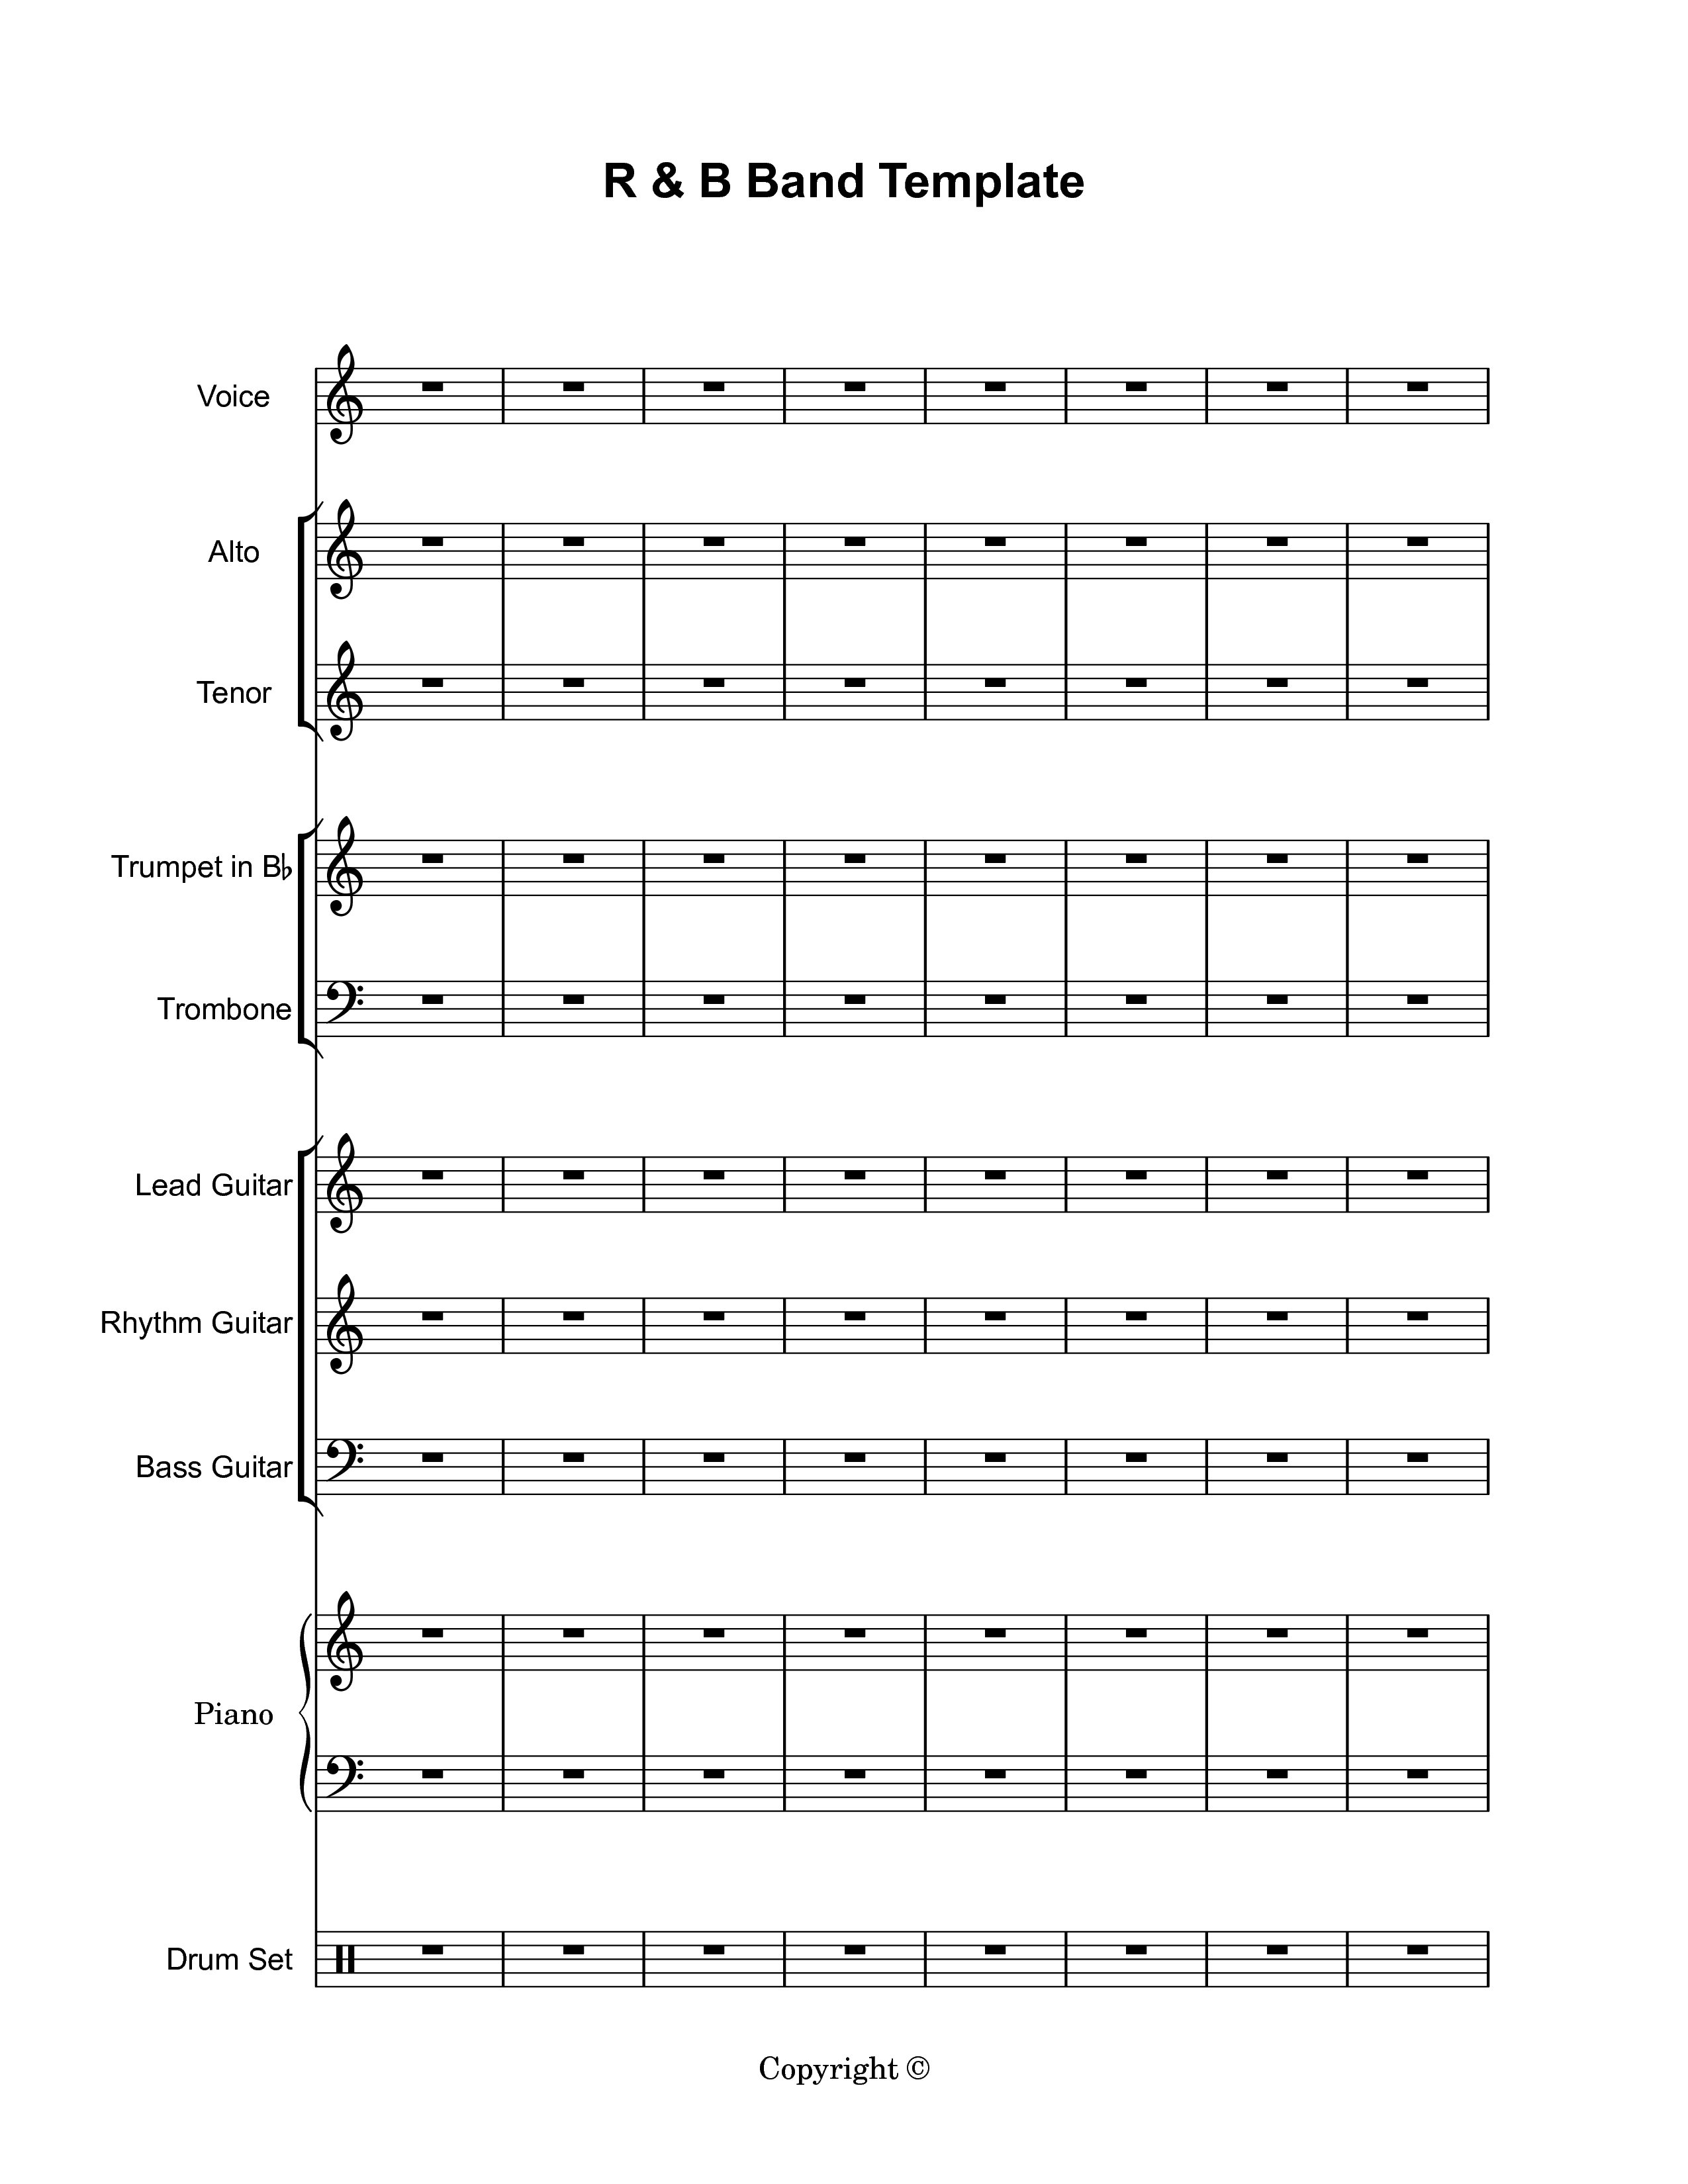 R & B Band Template
Voice
Alto
Tenor
Trumpet in B♭
Trombone
Lead Guitar
Rhythm Guitar
Bass Guitar
Piano
Drum Set
Copyright ©